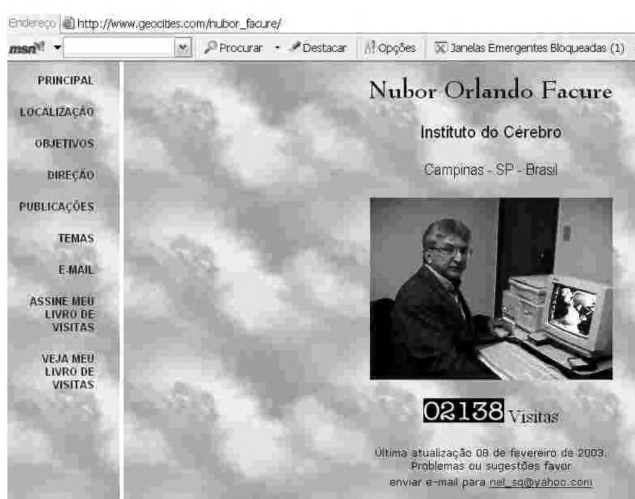 Endereço http://www.geocities.com/nubor_facure/
msn Procurar Destacar Opções Janelas Emergentes Bloqueadas (1)
PRINCIPAL
LOCALIZAÇÃO
OBJETIVOS
DIREÇÃO
PUBLICAÇÕES
TEMAS
E-MAIL
ASSINE MEU
LIVRO DE
VISITAS
VEJA MEU
LIVRO DE
VISITAS
Nubor Orlando Facure
Instituto do Cérebro
Campinas - SP - Brasil
02138 Visitas
Última atualização 08 de fevereiro de 2003.
Problemas ou sugestões favor
enviar e-mail para nel_sq@yahoo.com